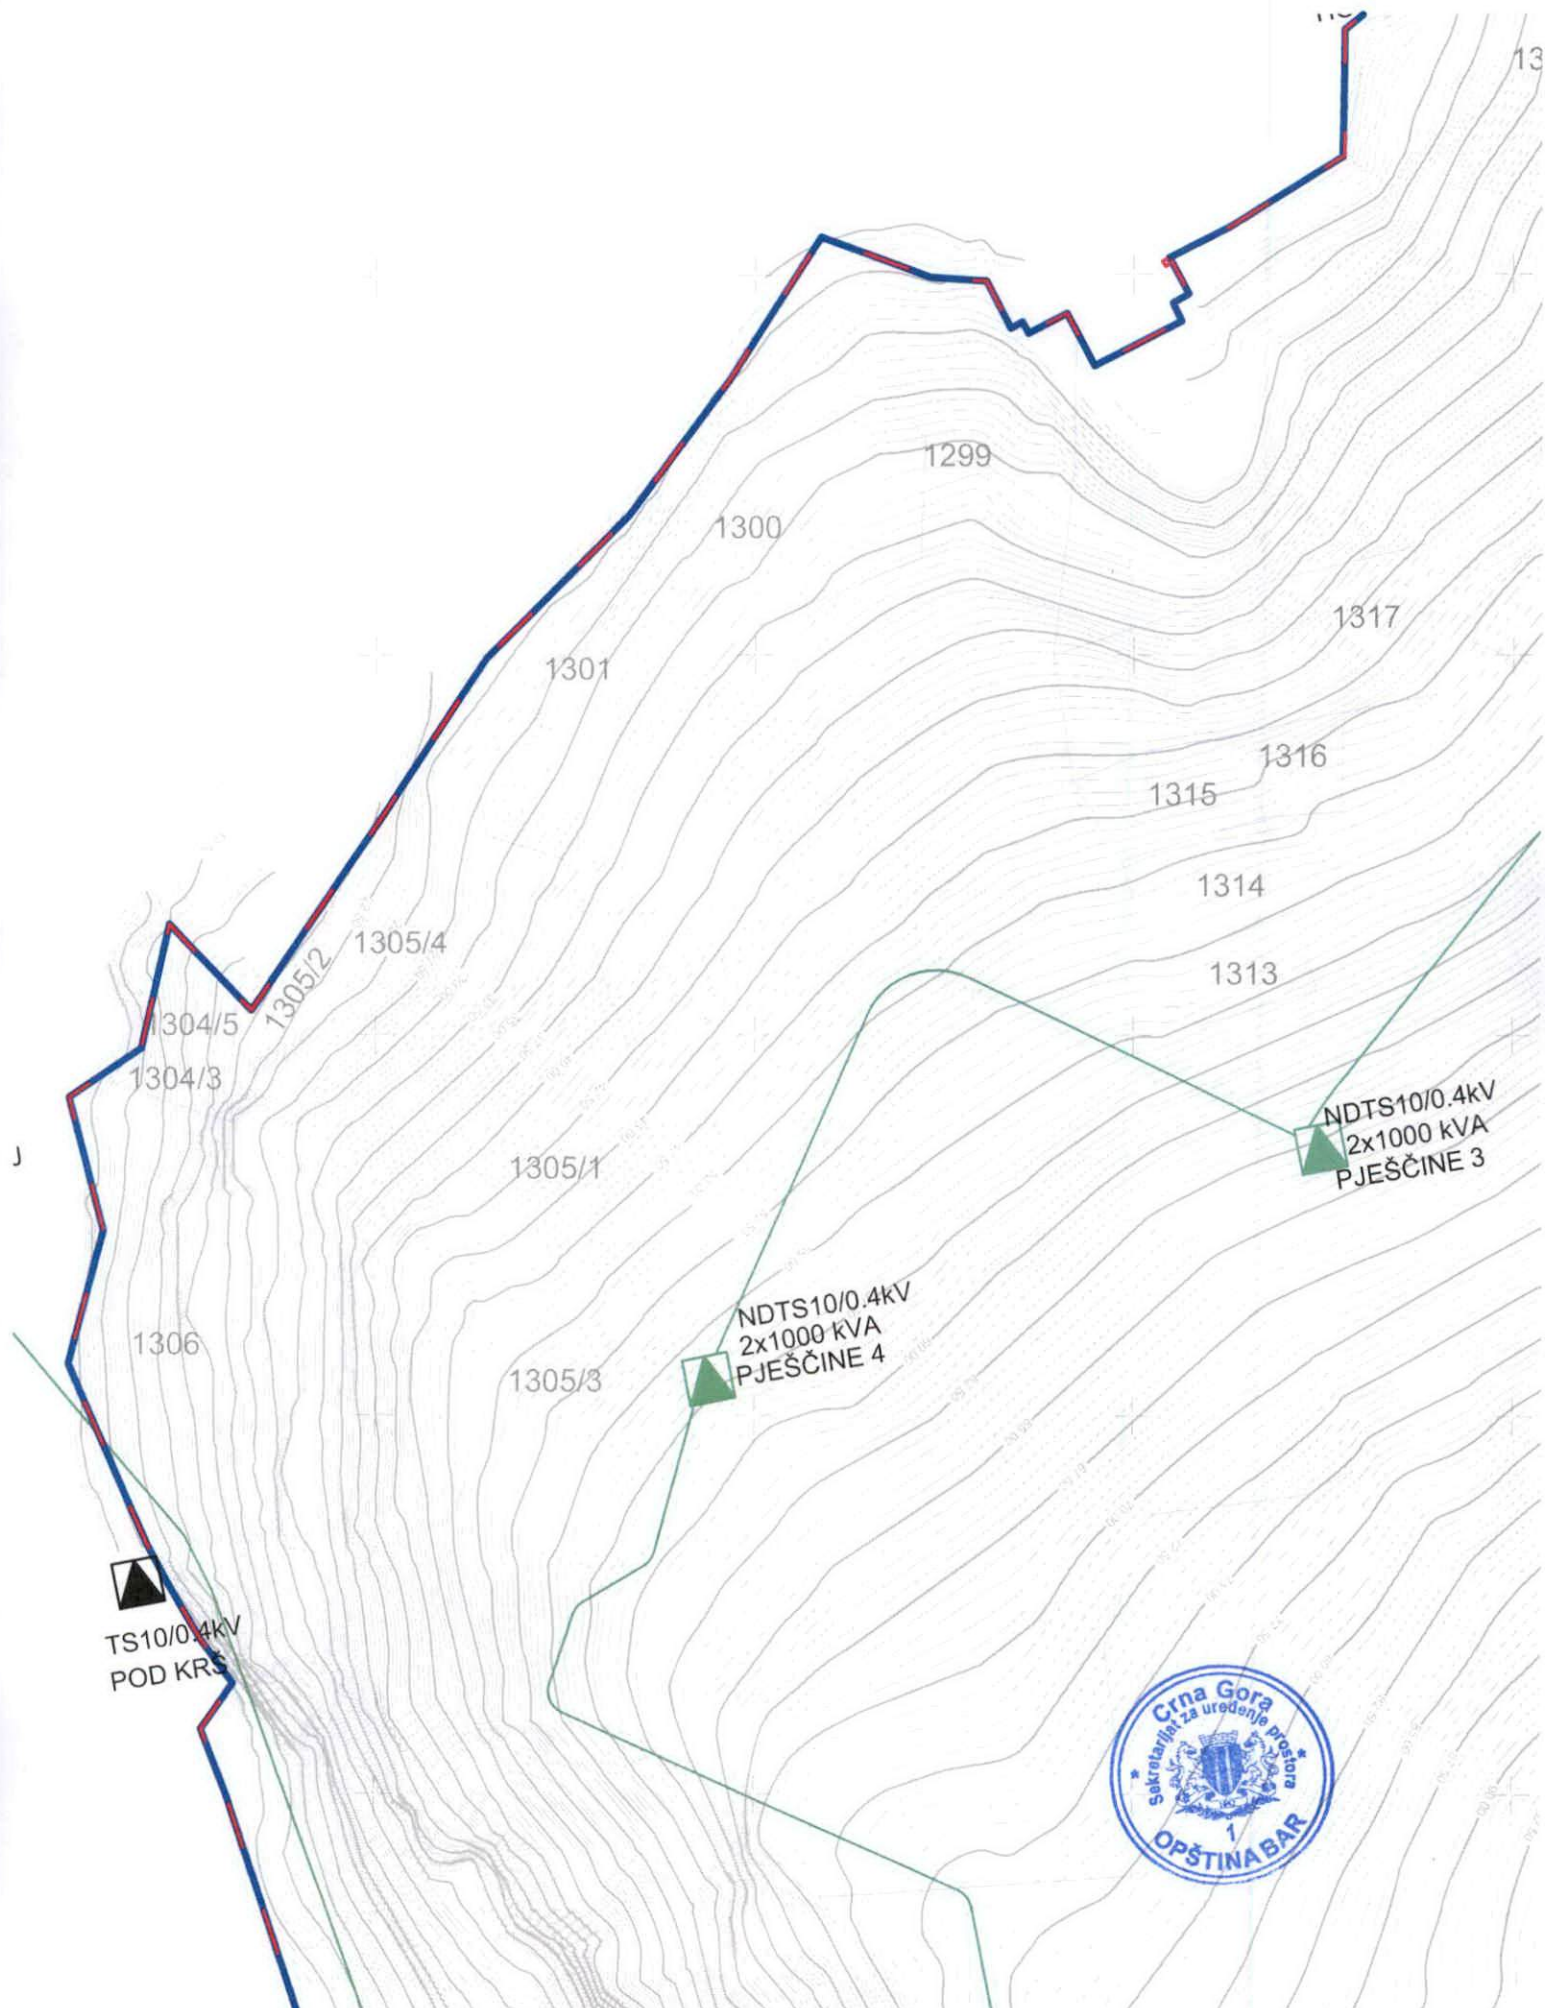 1299
1300
1317
1301
1316
1315
1314
1305/4
1313
1305/2
1304/5
1304/3
NDTS10/0.4kV
2x1000 kVA
PJEŠČINE 3
J
1305/1
NDTS10/0.4kV
2x1000 kVA
PJEŠČINE 4
1306
1305/3
TS10/0.4kV
POD KRŠ
Crna Gora
Sekretarijat za uređenje prostora
1
OPŠTINA BAR